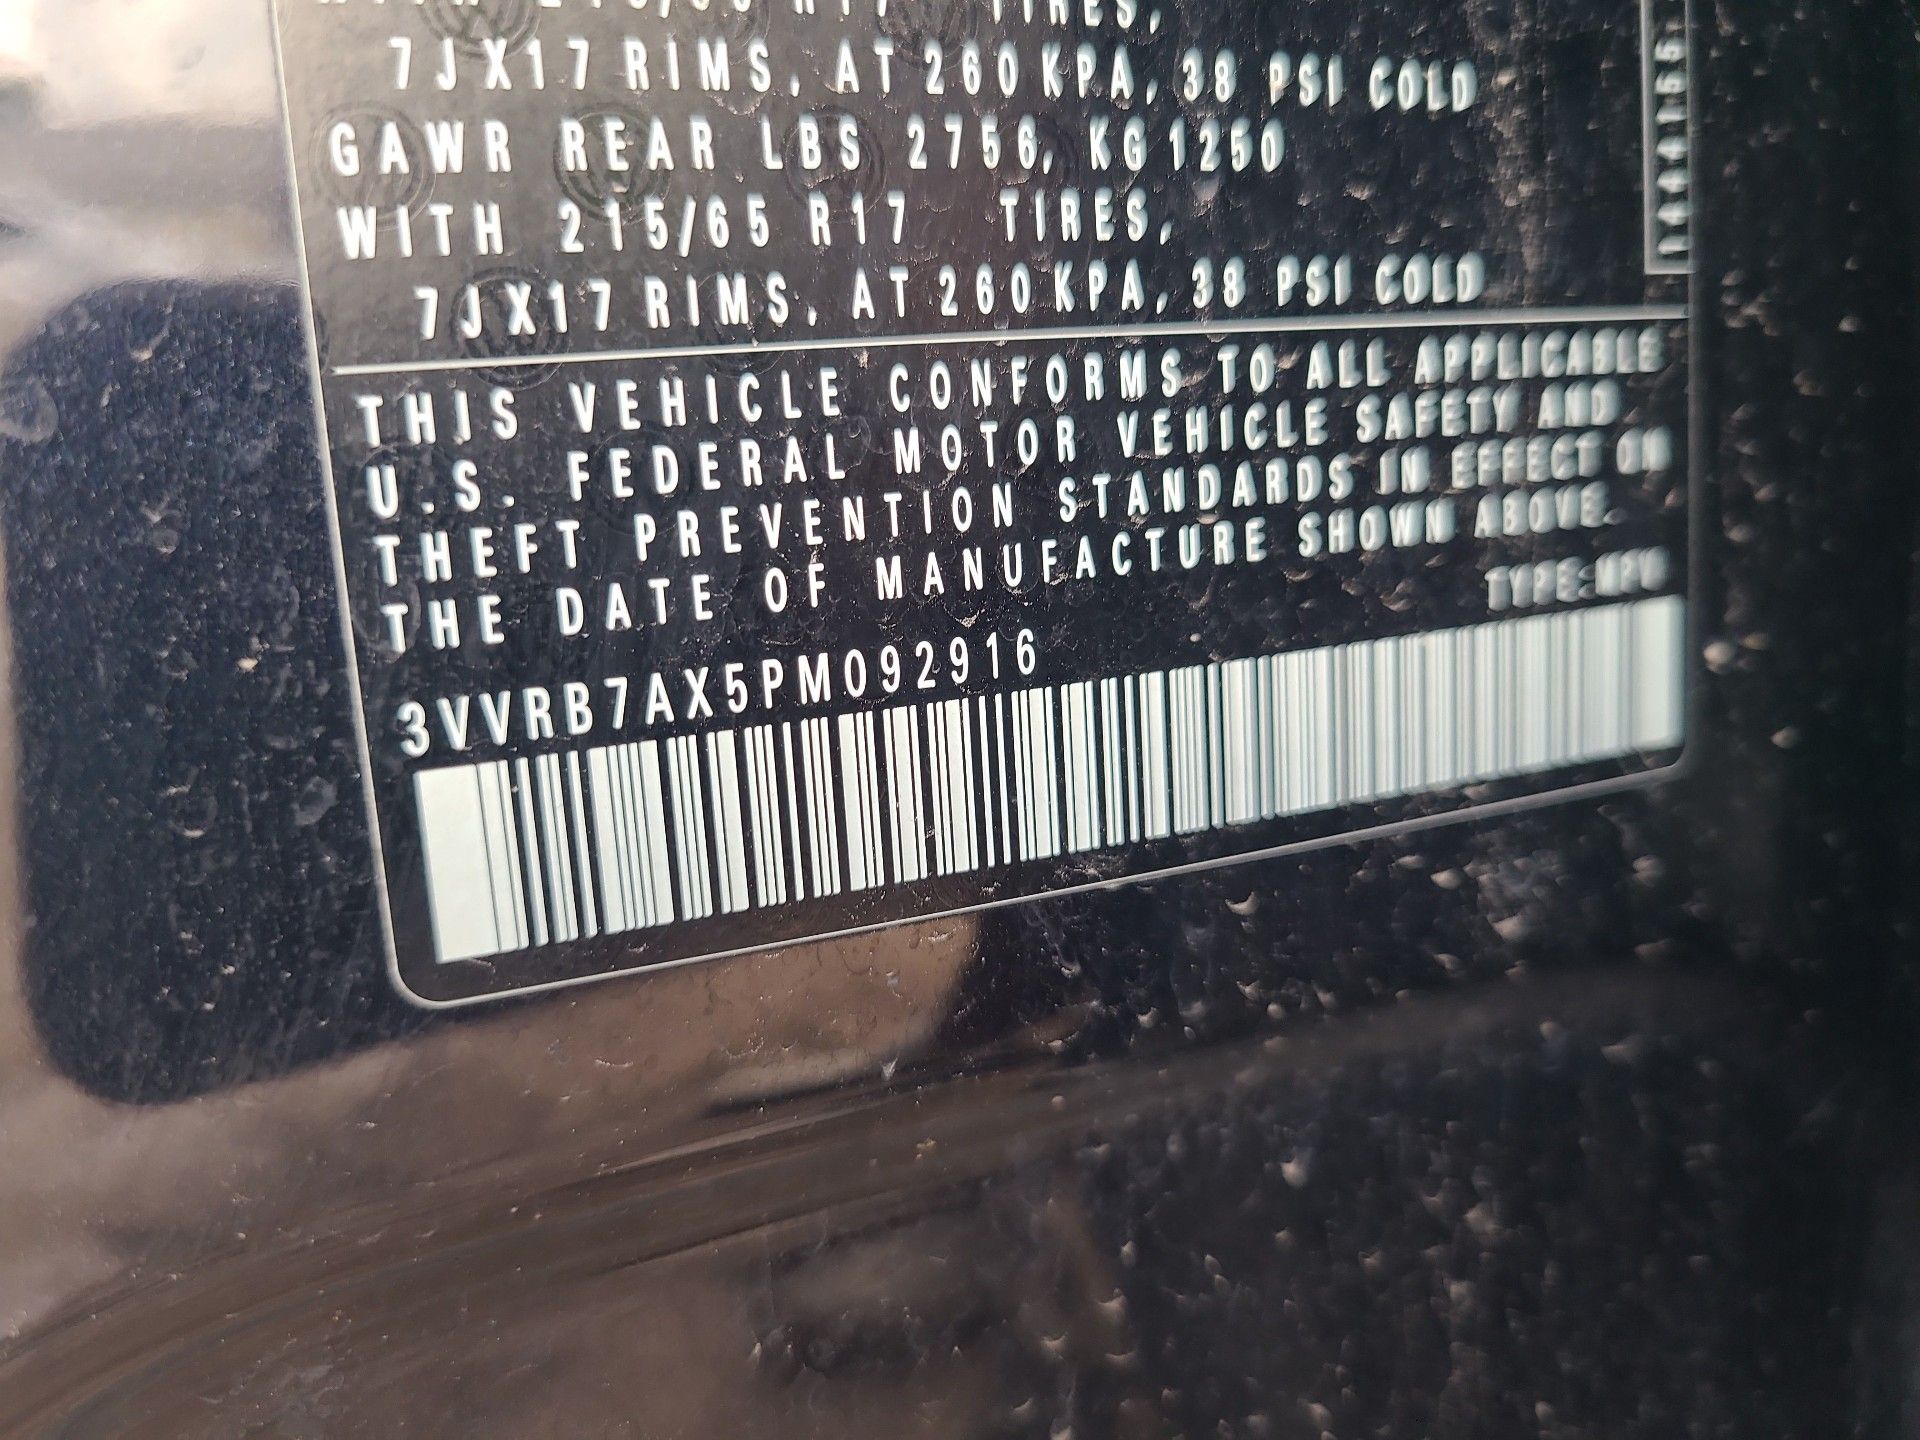 7JX17 RIMS, AT 260 KPA, 38 PSI COLD
GAWR REAR LBS 2756, KG 1250
WITH 215/65 R17 TIRES,
7JX17 RIMS, AT 260 KPA, 38 PSI COLD
THIS VEHICLE CONFORMS TO ALL APPLICABLE
U.S. FEDERAL MOTOR VEHICLE SAFETY AND
THEFT PREVENTION STANDARDS IN EFFECT ON
THE DATE OF MANUFACTURE SHOWN ABOVE.
TYPE:MPV
3VVRB7AX5PM092916